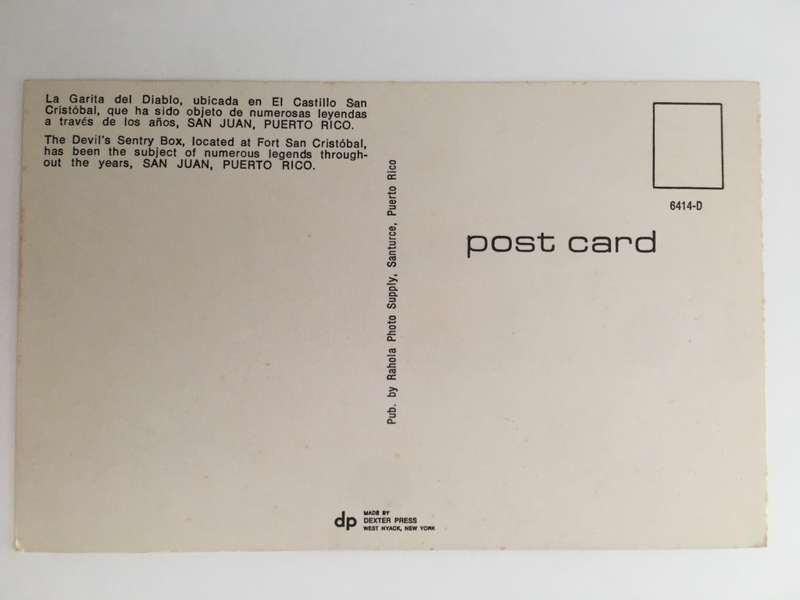 La Garita del Diablo, ubicada en El Castillo San
Cristóbal, que ha sido objeto de numerosas leyendas
a través de los años, SAN JUAN, PUERTO RICO.
The Devil's Sentry Box, located at Fort San Cristóbal,
has been the subject of numerous legends through-
out the years, SAN JUAN, PUERTO RICO.
Pub. by Rahola Photo Supply, Santurce, Puerto Rico
6414-D
post card
dp
MADE BY
DEXTER PRESS
WEST NYACK, NEW YORK